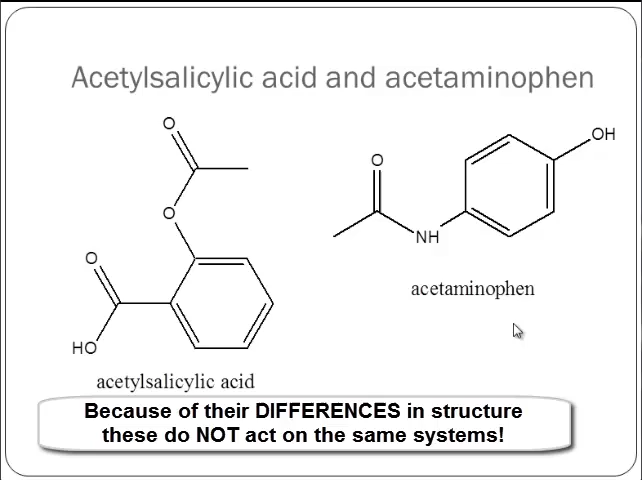 Acetylsalicylic acid and acetaminophen
O
O
O
HO
acetylsalicylic acid
O
NH
OH
acetaminophen
Because of their DIFFERENCES in structure
these do NOT act on the same systems!